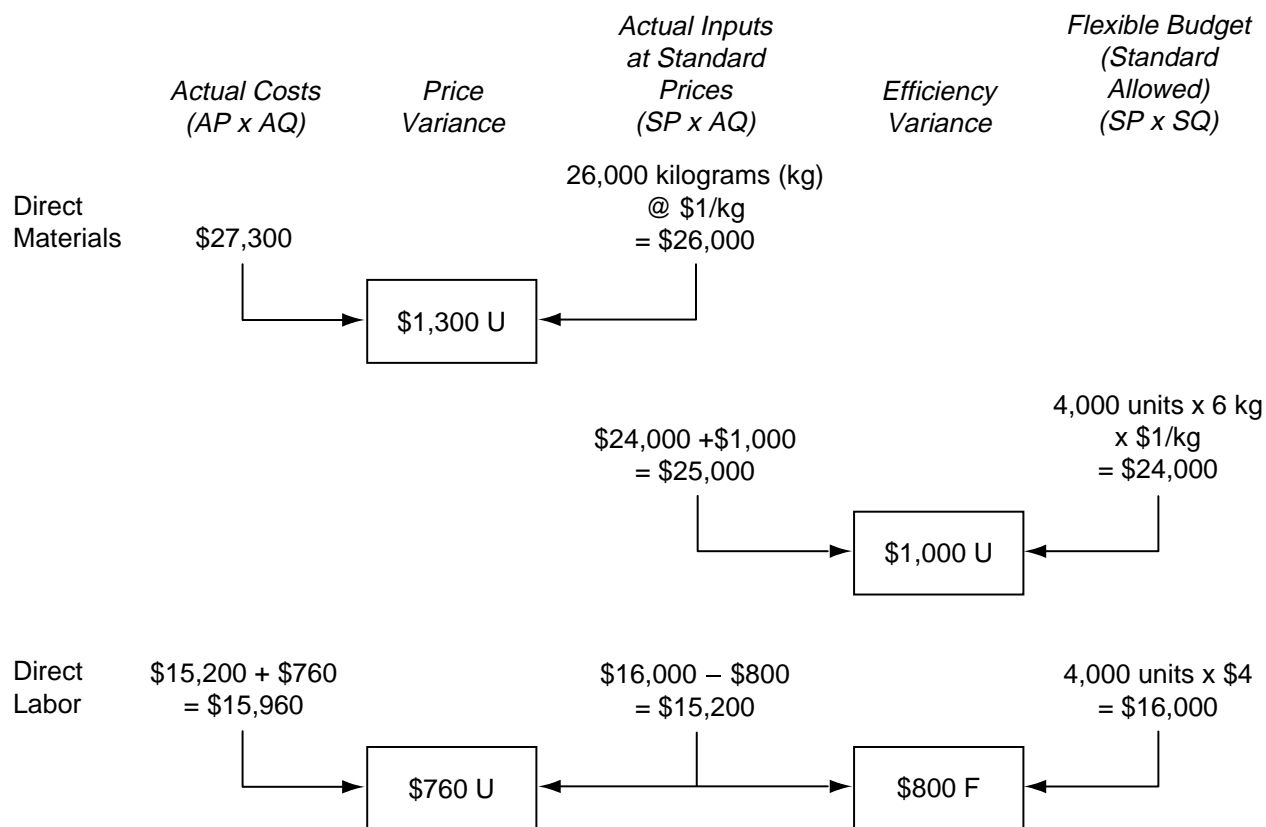 Actual Costs
(AP x AQ)
Price
Variance
Actual Inputs
at Standard
Prices
(SP x AQ)
Efficiency
Variance
Flexible Budget
(Standard
Allowed)
(SP x SQ)
Direct
Materials
$27,300
26,000 kilograms (kg)
@ $1/kg
= $26,000
$1,300 U
$24,000 +$1,000
= $25,000
4,000 units x 6 kg
x $1/kg
= $24,000
$1,000 U
Direct
Labor
$15,200 + $760
= $15,960
$16,000 – $800
= $15,200
4,000 units x $4
= $16,000
$760 U
$800 F